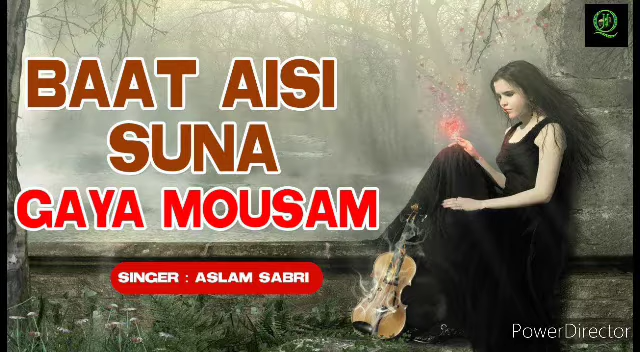 BAAT AISI
SUNA
GAYA MOUSAM
SINGER : ASLAM SABRI
PowerDirector